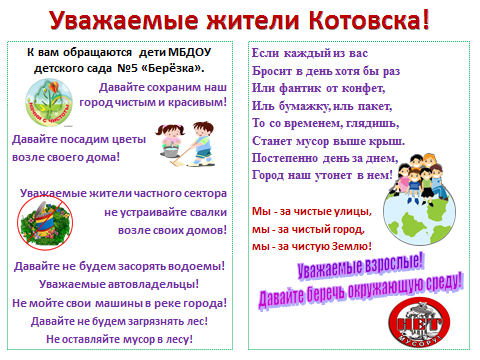 Уважаемые жители Котовска!
К вам обращаются дети МБДОУ
детского сада №5 «Берёзка».
Давайте сохраним наш
город чистым и красивым!
Давайте посадим цветы
возле своего дома!
Уважаемые жители частного сектора
не устраивайте свалки
возле своих домов!
Давайте не будем засорять водоемы!
Уважаемые автовладельцы!
Не мойте свои машины в реке города!
Давайте не будем загрязнять лес!
Не оставляйте мусор в лесу!
Если каждый из вас
Бросит в день хотя бы раз
Или фантик от конфет,
Иль бумажку, иль пакет,
То со временем, глядишь,
Станет мусор выше крыш.
Постепенно день за днем,
Город наш утонет в нем!
Мы - за чистые улицы,
мы - за чистый город,
мы - за чистую Землю!
Уважаемые взрослые!
Давайте беречь окружающую среду!
НЕТ
МУСОРУ!